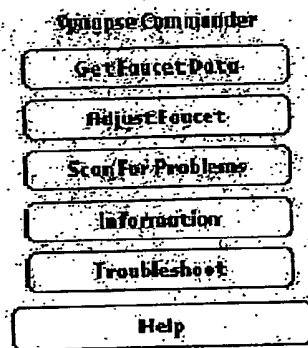 Synapse Commander
Get Faucet Data
Adjust Faucet
Scan For Problems
Information
Troubleshoot
Help